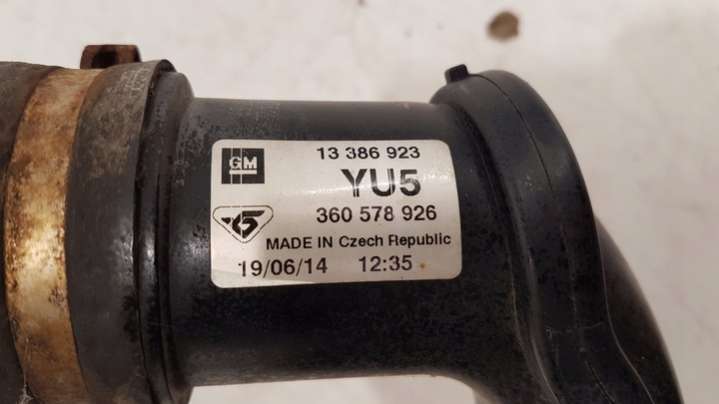 GM 13 386 923
YU5
360 578 926
MADE IN Czech Republic
19/06/14 12:35